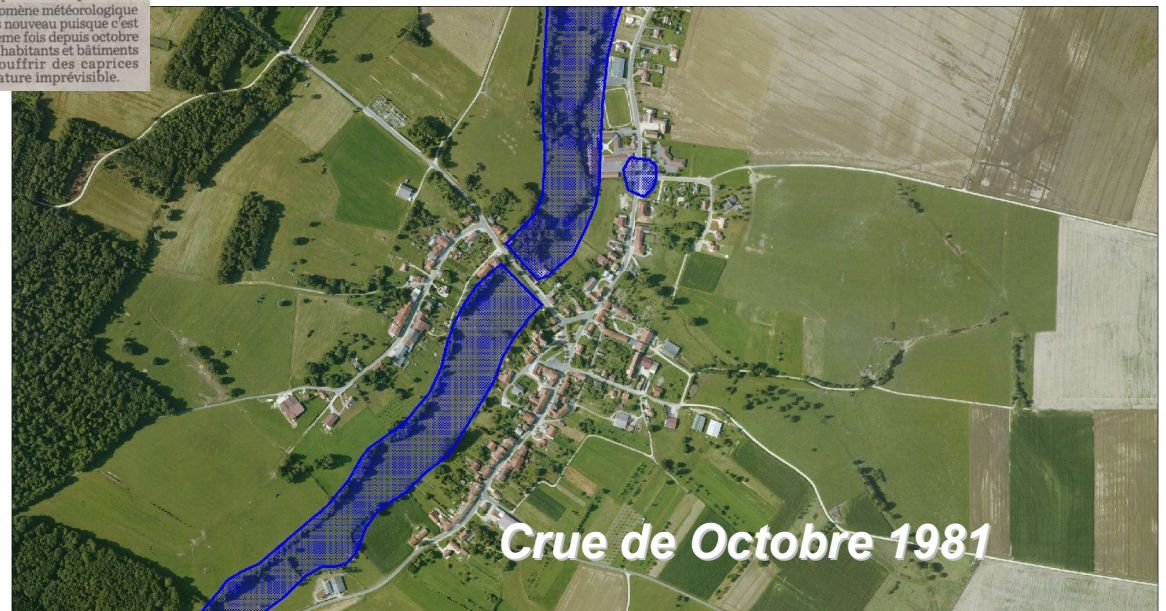 omène météorologique
s nouveau puisque c'est
ème fois depuis octobre
habitants et bâtiments
ouffrir des caprices
ature imprévisible.
Crue de Octobre 1981